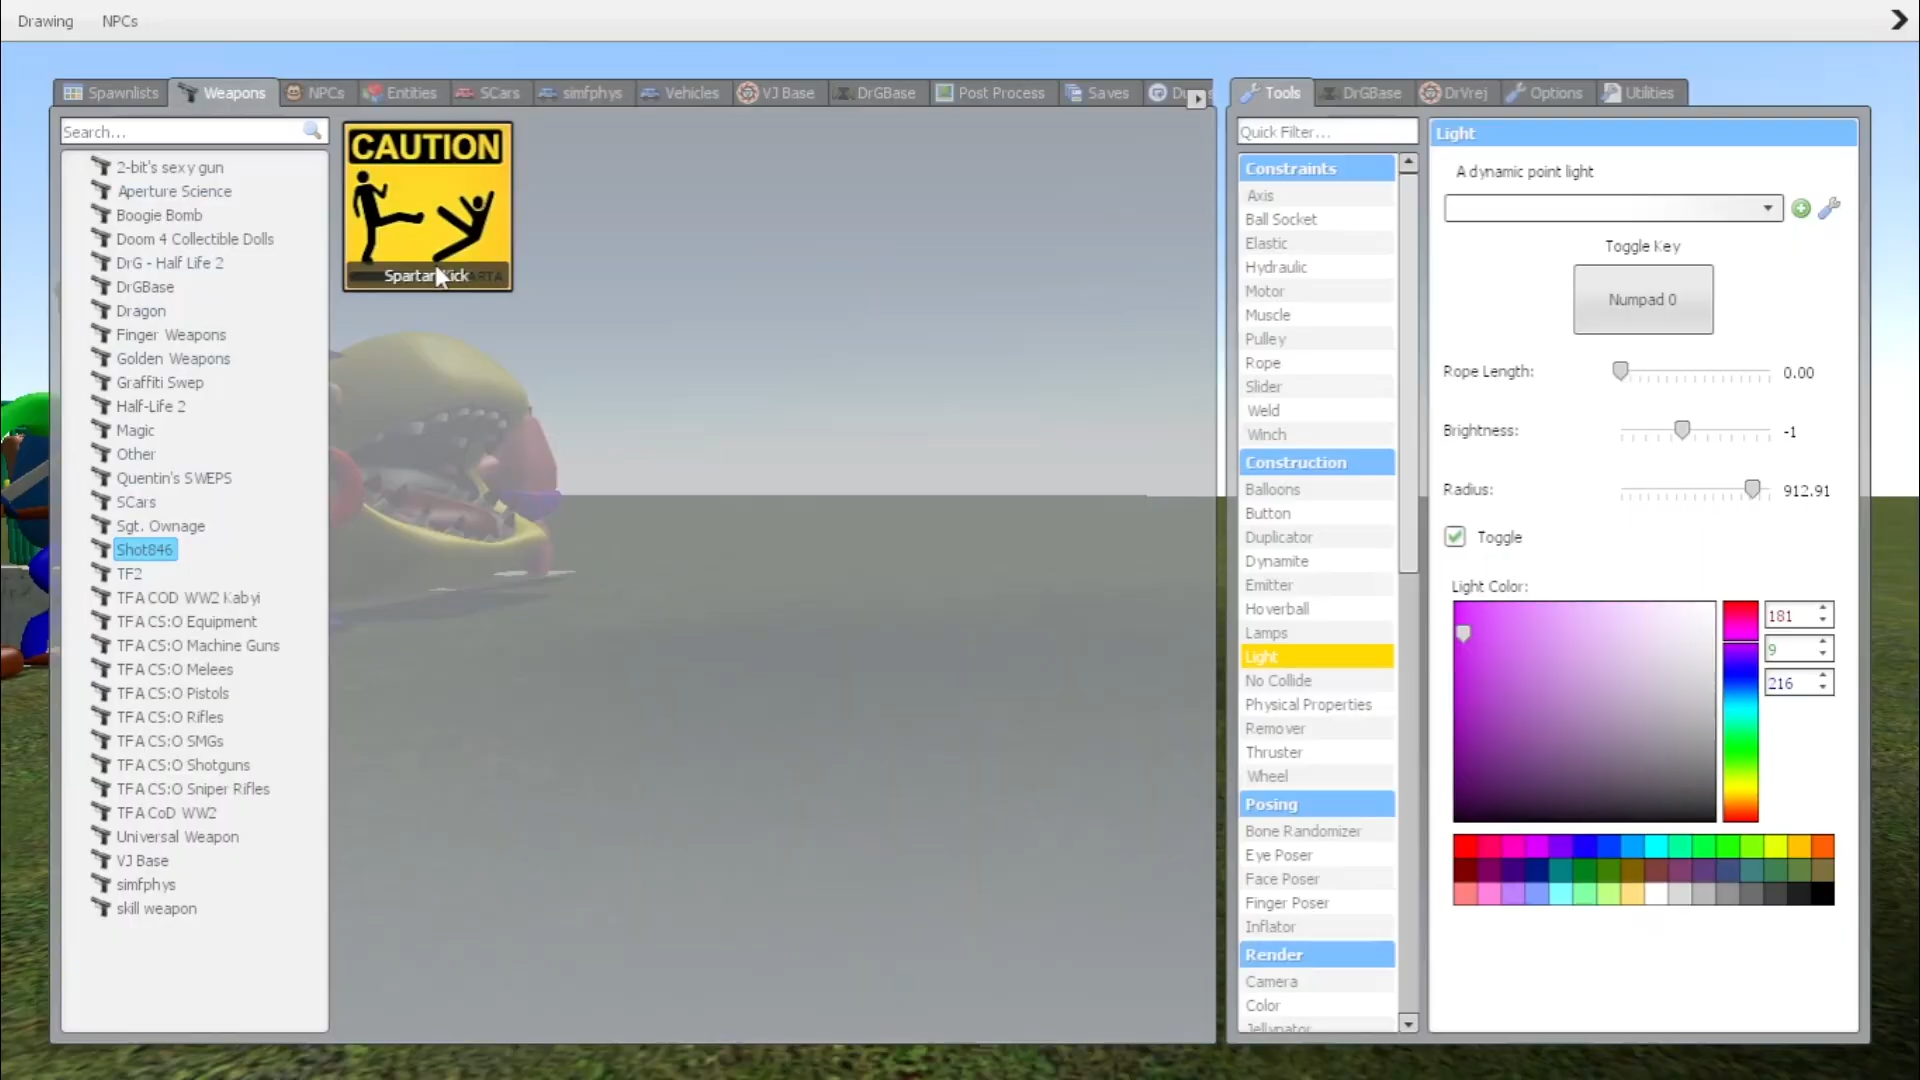 Drawing NPCs
Spawnlists Weapons NPCs Entities SCars simfphys Vehicles VJ Base DrGBase Post Process Saves
Search...
2-bit's sexy gun
Aperture Science
Boogie Bomb
Doom 4 Collectible Dolls
DrG - Half Life 2
DrGBase
Dragon
Finger Weapons
Golden Weapons
Graffiti Swep
Half-Life 2
Magic
Other
Quentin's SWEPS
SCars
Sgt. Ownage
Shot846
TF2
TFA COD WW2 Kabyi
TFA CS:O Equipment
TFA CS:O Machine Guns
TFA CS:O Melees
TFA CS:O Pistols
TFA CS:O Rifles
TFA CS:O SMGs
TFA CS:O Shotguns
TFA CS:O Sniper Rifles
TFA CoD WW2
Universal Weapon
VJ Base
simfphys
skill weapon
CAUTION
Spartan Kick
Tools DrGBase DrVrej Options Utilities
Quick Filter...
Constraints
Axis
Ball Socket
Elastic
Hydraulic
Motor
Muscle
Pulley
Rope
Slider
Weld
Winch
Construction
Balloons
Button
Duplicator
Dynamite
Emitter
Hoverball
Lamps
Light
No Collide
Physical Properties
Remover
Thruster
Wheel
Posing
Bone Randomizer
Eye Poser
Face Poser
Finger Poser
Inflator
Render
Camera
Color
Light
A dynamic point light
Toggle Key
Numpad 0
Rope Length: 0.00
Brightness: -1
Radius: 912.91
Toggle
Light Color:
181
9
216